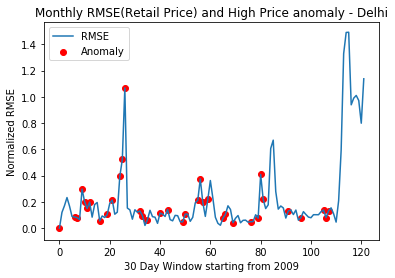 Monthly RMSE(Retail Price) and High Price anomaly - Delhi
RMSE
Anomaly
Normalized RMSE
1.4
1.2
1.0
0.8
0.6
0.4
0.2
0.0
0 20 40 60 80 100 120
30 Day Window starting from 2009